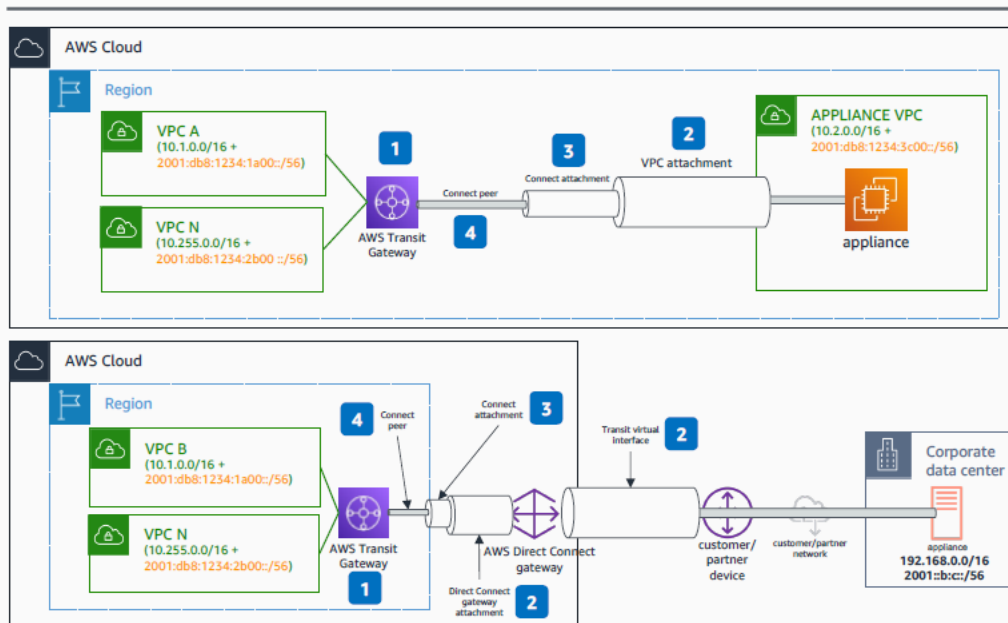 AWS Cloud
Region
VPC A
(10.1.0.0/16 +
2001:db8:1234:1a00::/56)
VPC N
(10.255.0.0/16 +
2001:db8:1234:2b00 ::/56)
1
AWS Transit
Gateway
Connect peer
4
3
Connect attachment
2
VPC attachment
APPLIANCE VPC
(10.2.0.0/16 +
2001:db8:1234:3c00::/56)
appliance
AWS Cloud
Region
VPC B
(10.1.0.0/16 +
2001:db8:1234:1a00::/56)
VPC N
(10.255.0.0/16 +
2001:db8:1234:2b00::/56)
4
Connect
peer
Connect
attachment
3
AWS Transit
Gateway
1
Direct Connect
gateway
attachment
2
AWS Direct Connect
gateway
Transit virtual
interface
2
customer/
partner
device
customer/partner
network
Corporate
data center
appliance
192.168.0.0/16
2001::b:c::/56